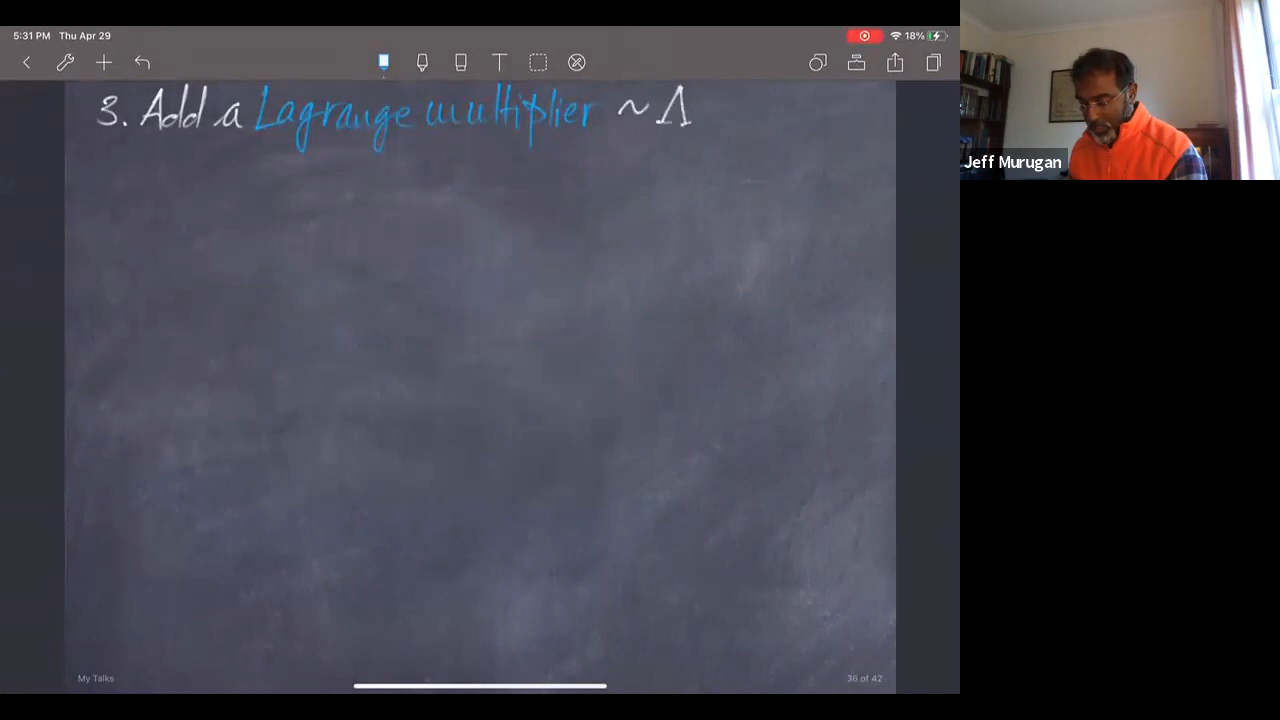 5:31 PM Thu Apr 29
18%
3. Add a Lagrange multiplier ~ Λ
Jeff Murugan
My Talks
36 of 42